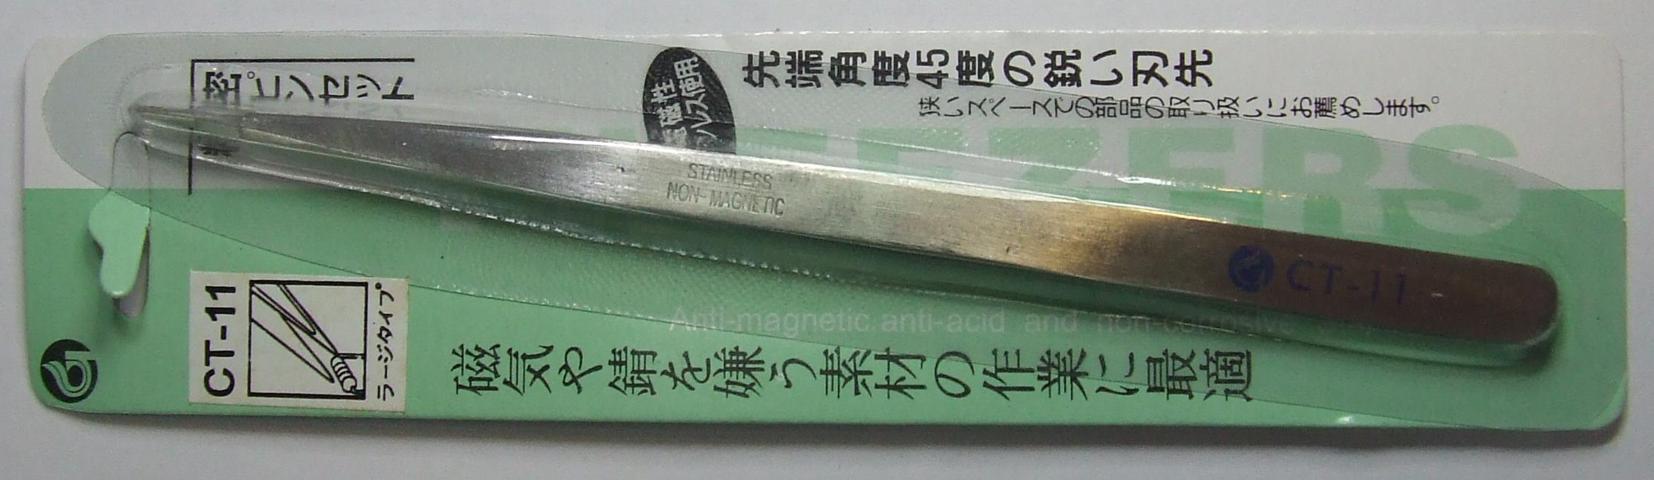 密ピンセット
先端角度45度の鋭い刃先
狭いスペースでの部品の取り扱いにお薦めします。
STAINLESS
NON-MAGNETIC
CT-11
CT-11
ラージタイプ
Anti-magnetic anti-acid and non-corrosive
磁気や錆を嫌う素材の作業に最適